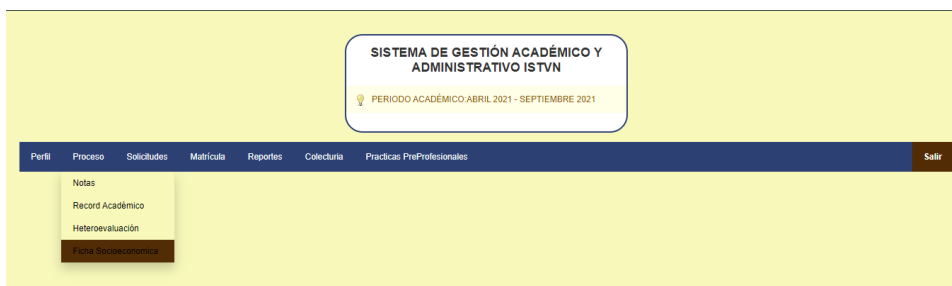 SISTEMA DE GESTIÓN ACADÉMICO Y
ADMINISTRATIVO ISTVN
PERIODO ACADÉMICO:ABRIL 2021 - SEPTIEMBRE 2021
Perfil Proceso Solicitudes Matrícula Reportes Colecturia Practicas PreProfesionales Salir
Notas
Record Académico
Heteroevaluación
Ficha Socioeconomica